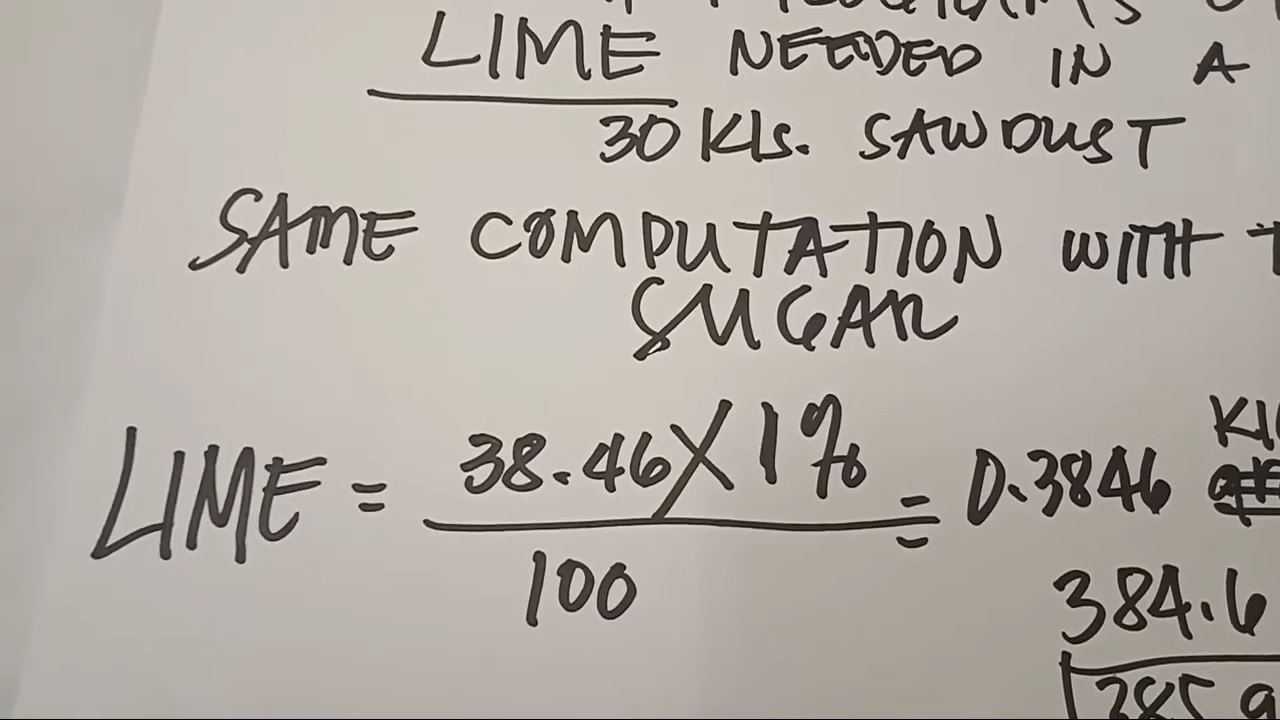 LIME NEEDED IN A
30 Kls. SAWDUST
SAME COMPUTATION WITH
SUGAR
LIME = 38.46 X 1% = 0.3846
100
384.6
385